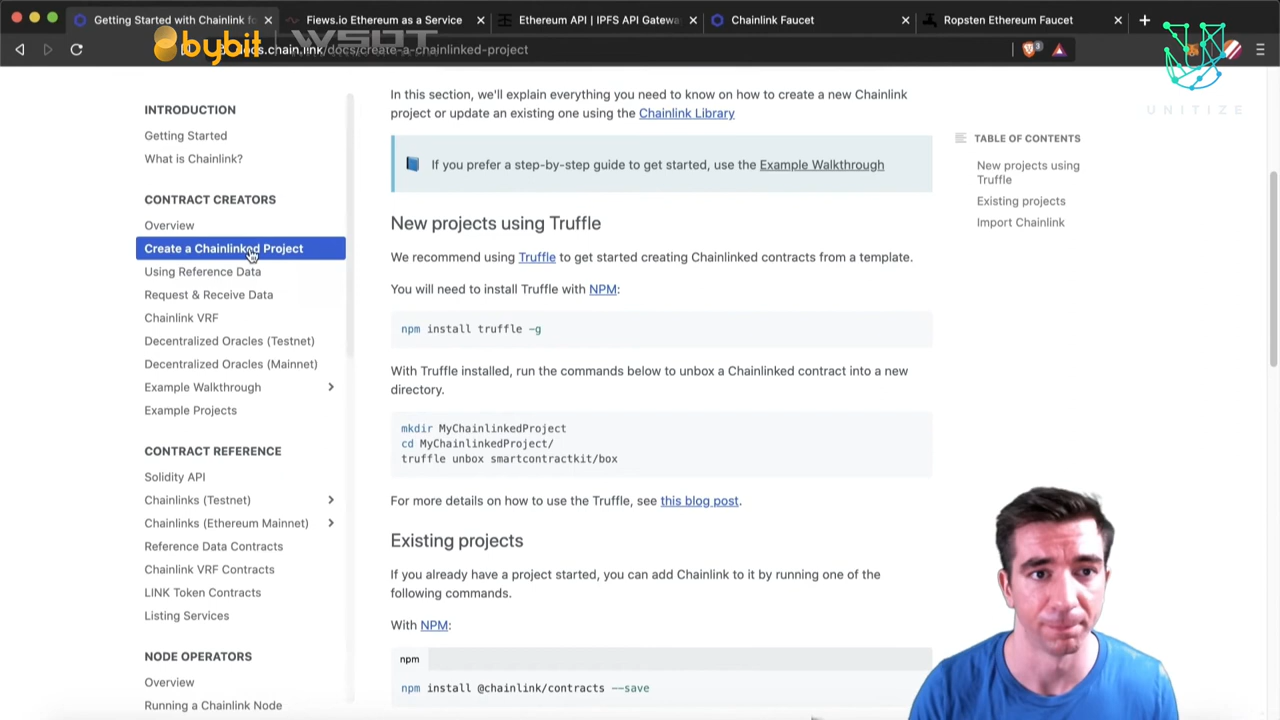 Getting Started with Chainlink fo
Fiews.io Ethereum as a Service
Ethereum API | IPFS API Gatewa
Chainlink Faucet
Ropsten Ethereum Faucet
bybit
WSOT
docs.chain.link/docs/create-a-chainlinked-project
3
UNITIZE
INTRODUCTION
Getting Started
What is Chainlink?
CONTRACT CREATORS
Overview
Create a Chainlinked Project
Using Reference Data
Request & Receive Data
Chainlink VRF
Decentralized Oracles (Testnet)
Decentralized Oracles (Mainnet)
Example Walkthrough
Example Projects
CONTRACT REFERENCE
Solidity API
Chainlinks (Testnet)
Chainlinks (Ethereum Mainnet)
Reference Data Contracts
Chainlink VRF Contracts
LINK Token Contracts
Listing Services
NODE OPERATORS
Overview
Running a Chainlink Node
In this section, we'll explain everything you need to know on how to create a new Chainlink
project or update an existing one using the Chainlink Library
If you prefer a step-by-step guide to get started, use the Example Walkthrough
New projects using Truffle
We recommend using Truffle to get started creating Chainlinked contracts from a template.
You will need to install Truffle with NPM:
npm install truffle -g
With Truffle installed, run the commands below to unbox a Chainlinked contract into a new
directory.
mkdir MyChainlinkedProject
cd MyChainlinkedProject/
truffle unbox smartcontractkit/box
For more details on how to use the Truffle, see this blog post.
Existing projects
If you already have a project started, you can add Chainlink to it by running one of the
following commands.
With NPM:
npm
npm install @chainlink/contracts --save
TABLE OF CONTENTS
New projects using
Truffle
Existing projects
Import Chainlink